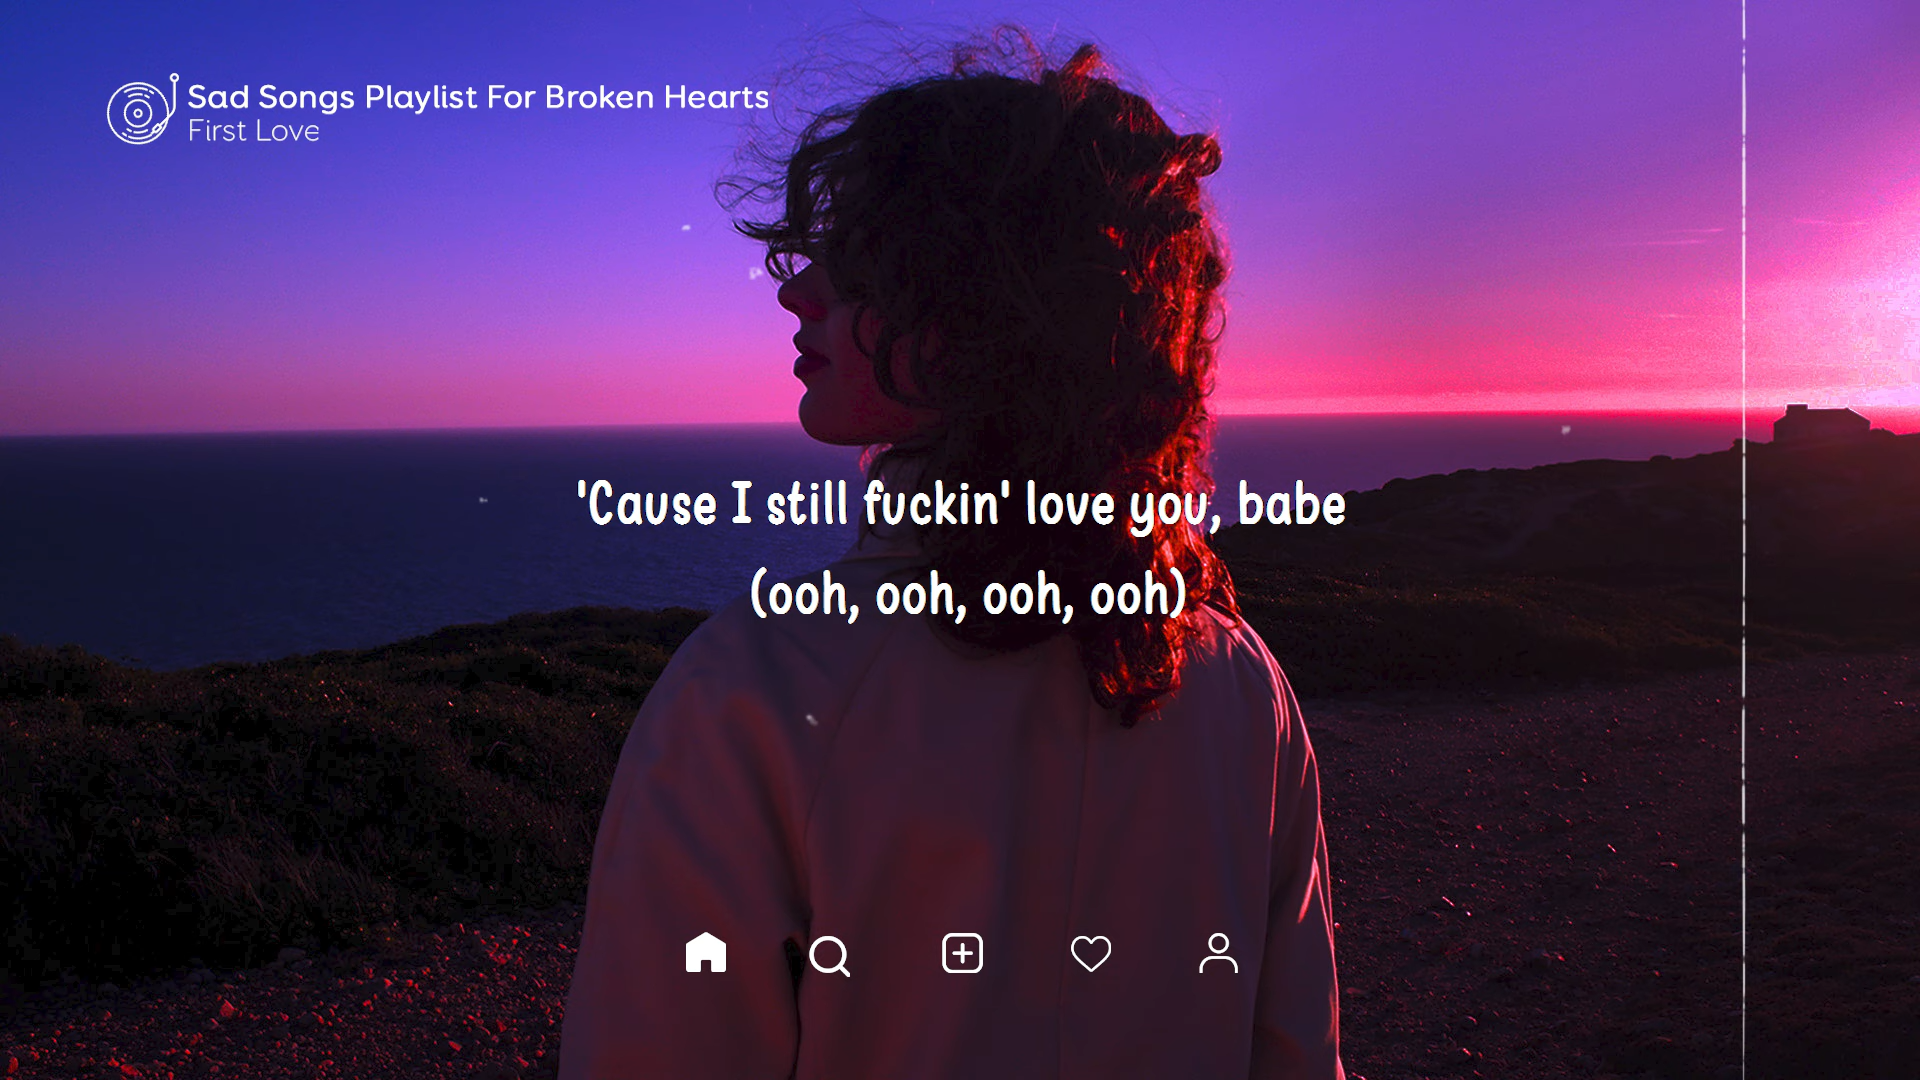 Sad Songs Playlist For Broken Hearts
First Love
'Cause I still fuckin' love you, babe
(ooh, ooh, ooh, ooh)